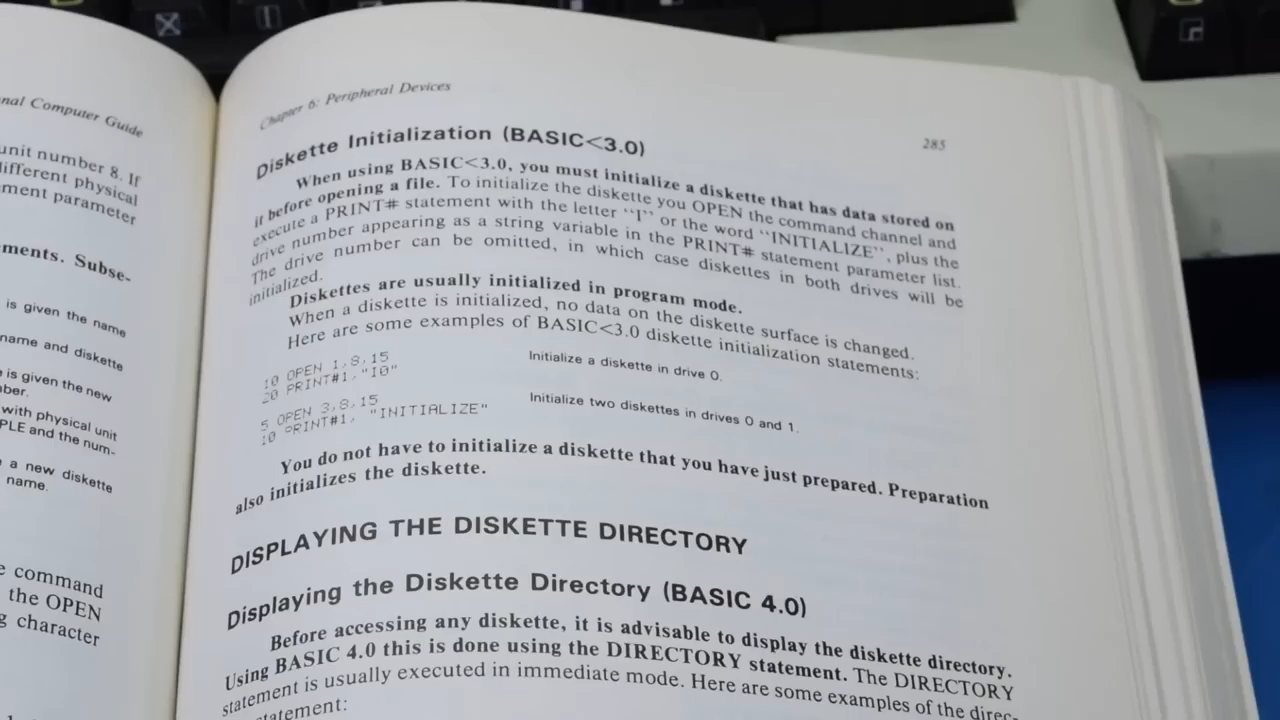 nal Computer Guide
unit number 8. If
different physical
ment parameter
ements. Subse-
is given the name
name and diskette
is given the new
ber.
with physical unit
PLE and the num-
a new diskette
name.
e command
the OPEN
g character
Chapter 6: Peripheral Devices
285
Diskette Initialization (BASIC<3.0)
When using BASIC<3.0, you must initialize a diskette that has data stored on
it before opening a file. To initialize the diskette you OPEN the command channel and
execute a PRINT# statement with the letter "I" or the word "INITIALIZE", plus the
drive number appearing as a string variable in the PRINT# statement parameter list.
The drive number can be omitted, in which case diskettes in both drives will be
initialized.
Diskettes are usually initialized in program mode.
When a diskette is initialized, no data on the diskette surface is changed.
Here are some examples of BASIC<3.0 diskette initialization statements:
10 OPEN 1,8,15
Initialize a diskette in drive 0.
20 PRINT#1,"I0"
5 OPEN 3,8,15
Initialize two diskettes in drives 0 and 1.
10 PRINT#1, "INITIALIZE"
You do not have to initialize a diskette that you have just prepared. Preparation
also initializes the diskette.
DISPLAYING THE DISKETTE DIRECTORY
Displaying the Diskette Directory (BASIC 4.0)
Before accessing any diskette, it is advisable to display the diskette directory.
Using BASIC 4.0 this is done using the DIRECTORY statement. The DIRECTORY
statement is usually executed in immediate mode. Here are some examples of the direc-
statement: